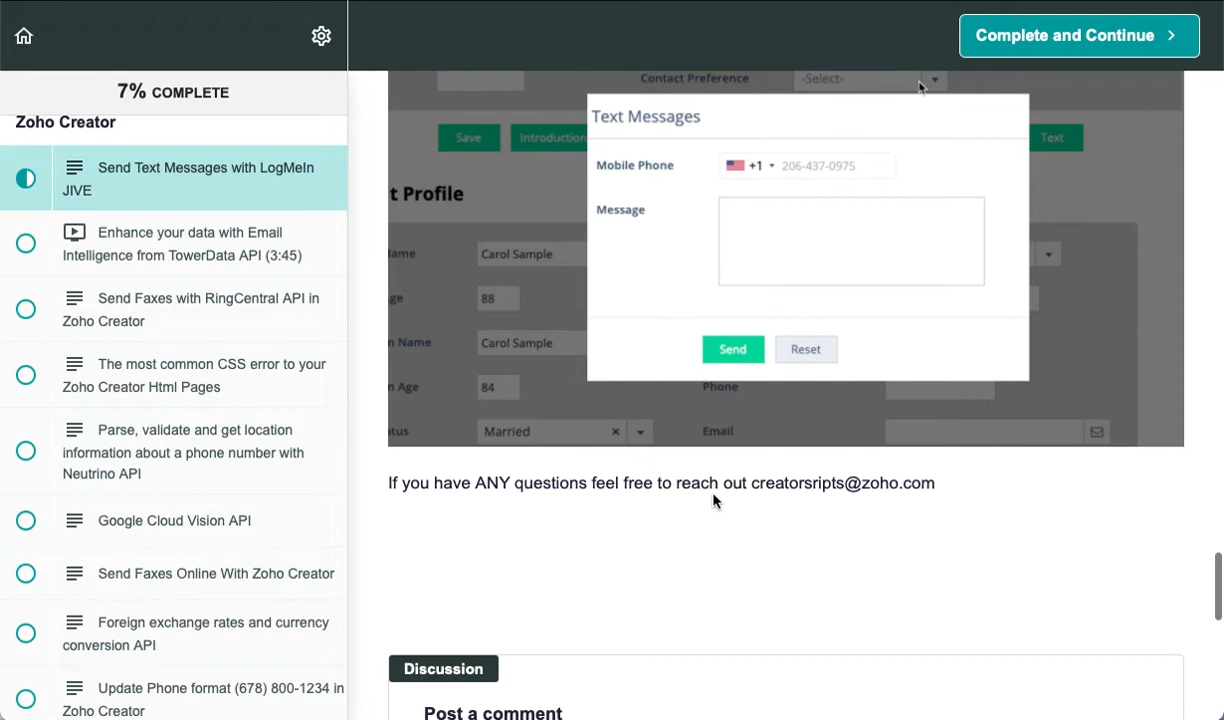 Complete and Continue
7% COMPLETE
Zoho Creator
Send Text Messages with LogMeIn
JIVE
Enhance your data with Email
Intelligence from TowerData API (3:45)
Send Faxes with RingCentral API in
Zoho Creator
The most common CSS error to your
Zoho Creator Html Pages
Parse, validate and get location
information about a phone number with
Neutrino API
Google Cloud Vision API
Send Faxes Online With Zoho Creator
Foreign exchange rates and currency
conversion API
Update Phone format (678) 800-1234 in
Zoho Creator
Contact Preference -Select-
Save Introduction Text
t Profile
ame Carol Sample
ge 88
n Name Carol Sample
n Age 84 Phone
atus Married Email
Text Messages
Mobile Phone +1 206-437-0975
Message
Send Reset
If you have ANY questions feel free to reach out creatorsripts@zoho.com
Discussion
Post a comment